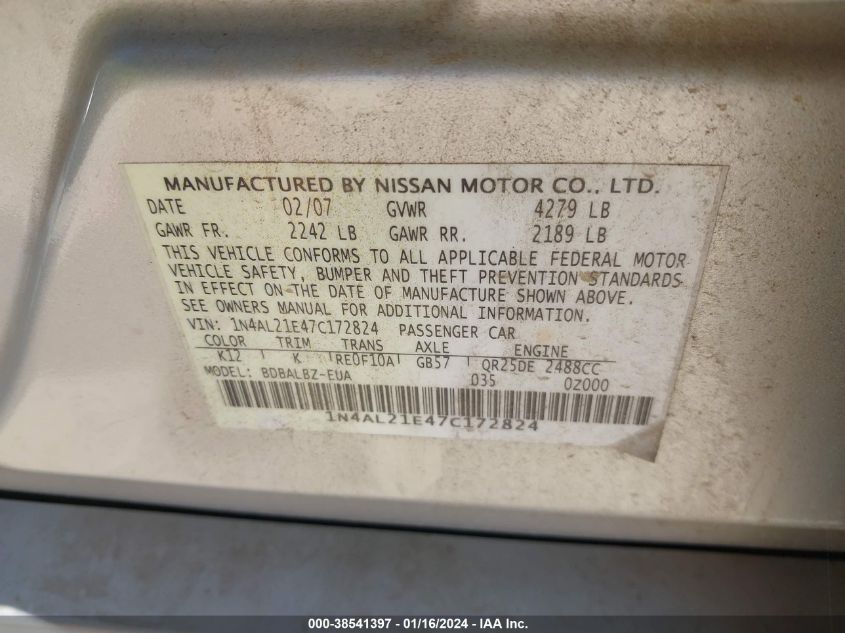 MANUFACTURED BY NISSAN MOTOR CO., LTD.
DATE 02/07 GVWR 4279 LB
GAWR FR. 2242 LB GAWR RR. 2189 LB
THIS VEHICLE CONFORMS TO ALL APPLICABLE FEDERAL MOTOR
VEHICLE SAFETY, BUMPER AND THEFT PREVENTION STANDARDS
IN EFFECT ON THE DATE OF MANUFACTURE SHOWN ABOVE.
SEE OWNERS MANUAL FOR ADDITIONAL INFORMATION.
VIN: 1N4AL21E47C172824 PASSENGER CAR
COLOR TRIM TRANS AXLE ENGINE
K12 K RE0F10A GB57 QR25DE 2488CC
MODEL: BDBALBZ-EUA 035 0Z000
1N4AL21E47C172824
000-38541397 - 01/16/2024 - IAA Inc.